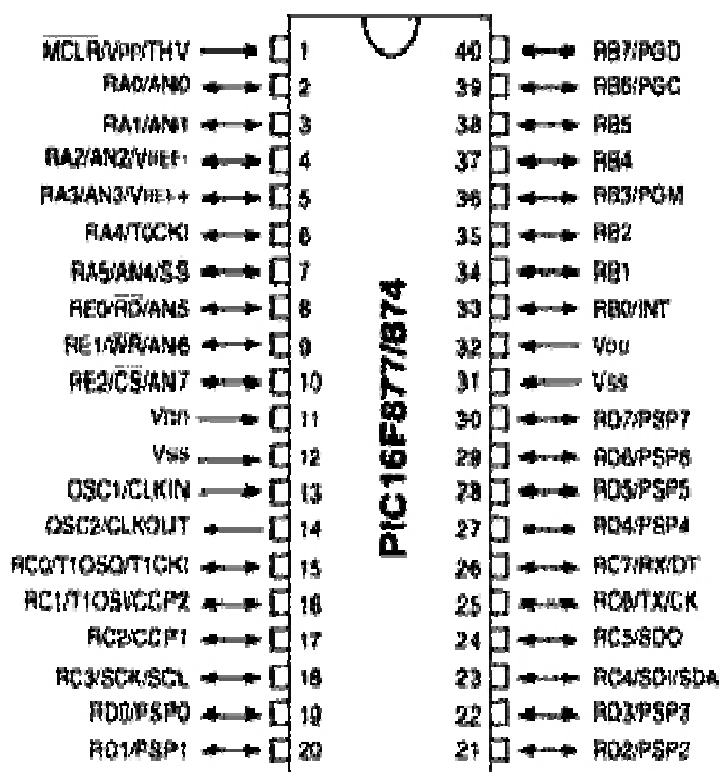 MCLR/VPP/THV 1 40 RB7/PGD
RA0/AN0 2 39 RB6/PGC
RA1/AN1 3 38 RB5
RA2/AN2/VREF- 4 37 RB4
RA3/AN3/VREF+ 5 36 RB3/PGM
RA4/T0CKI 6 35 RB2
RA5/AN4/SS 7 34 RB1
RE0/RD/AN5 8 33 RB0/INT
RE1/WR/AN6 9 32 VDD
RE2/CS/AN7 10 31 VSS
VDD 11 30 RD7/PSP7
VSS 12 29 RD6/PSP6
OSC1/CLKIN 13 28 RD5/PSP5
OSC2/CLKOUT 14 27 RD4/PSP4
RC0/T1OSO/T1CKI 15 26 RC7/RX/DT
RC1/T1OSI/CCP2 16 25 RC6/TX/CK
RC2/CCP1 17 24 RC5/SDO
RC3/SCK/SCL 18 23 RC4/SDI/SDA
RD0/PSP0 19 22 RD3/PSP3
RD1/PSP1 20 21 RD2/PSP2
PIC16F877/874